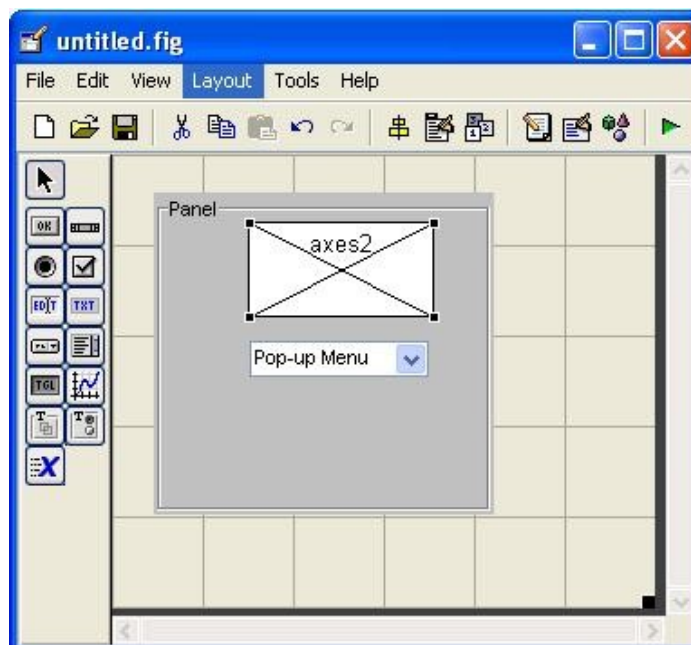 untitled.fig
File Edit View Layout Tools Help
OK
EDIT TXT
TGL
T T
X
Panel
axes2
Pop-up Menu